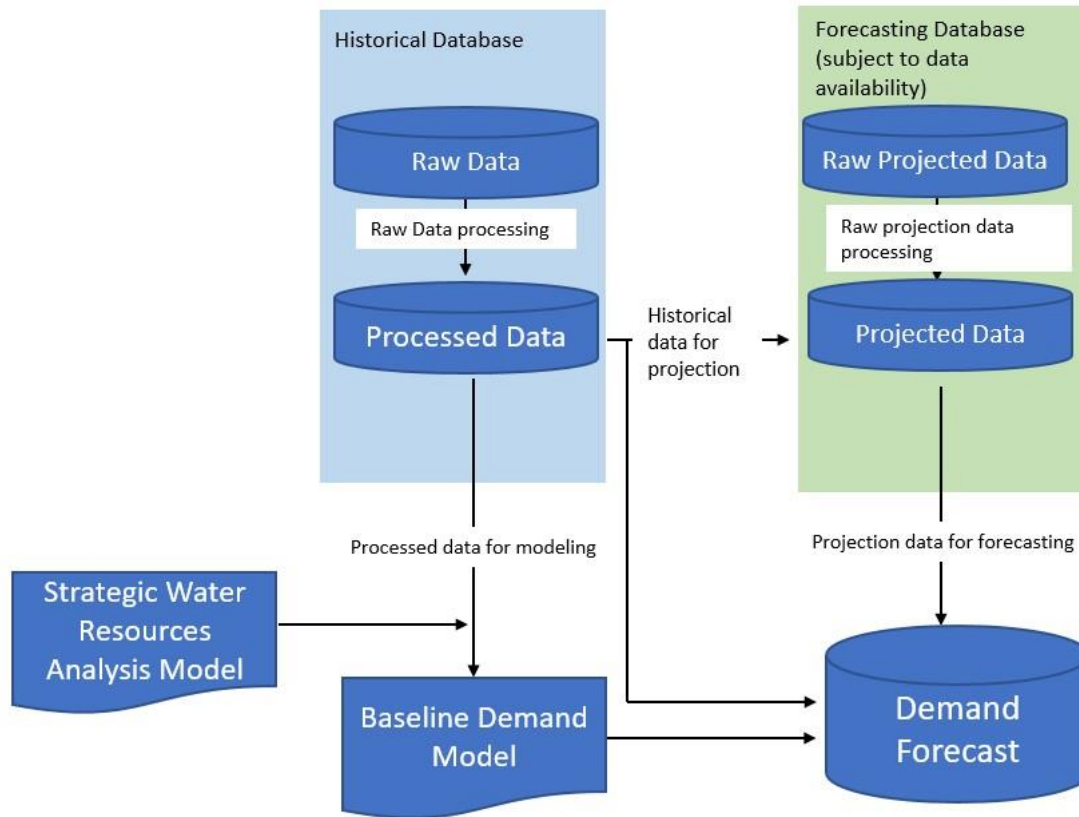 Historical Database
Raw Data
Raw Data processing
Processed Data
Historical
data for
projection
Forecasting Database
(subject to data
availability)
Raw Projected Data
Raw projection data
processing
Projected Data
Processed data for modeling
Projection data for forecasting
Strategic Water
Resources
Analysis Model
Baseline Demand
Model
Demand
Forecast